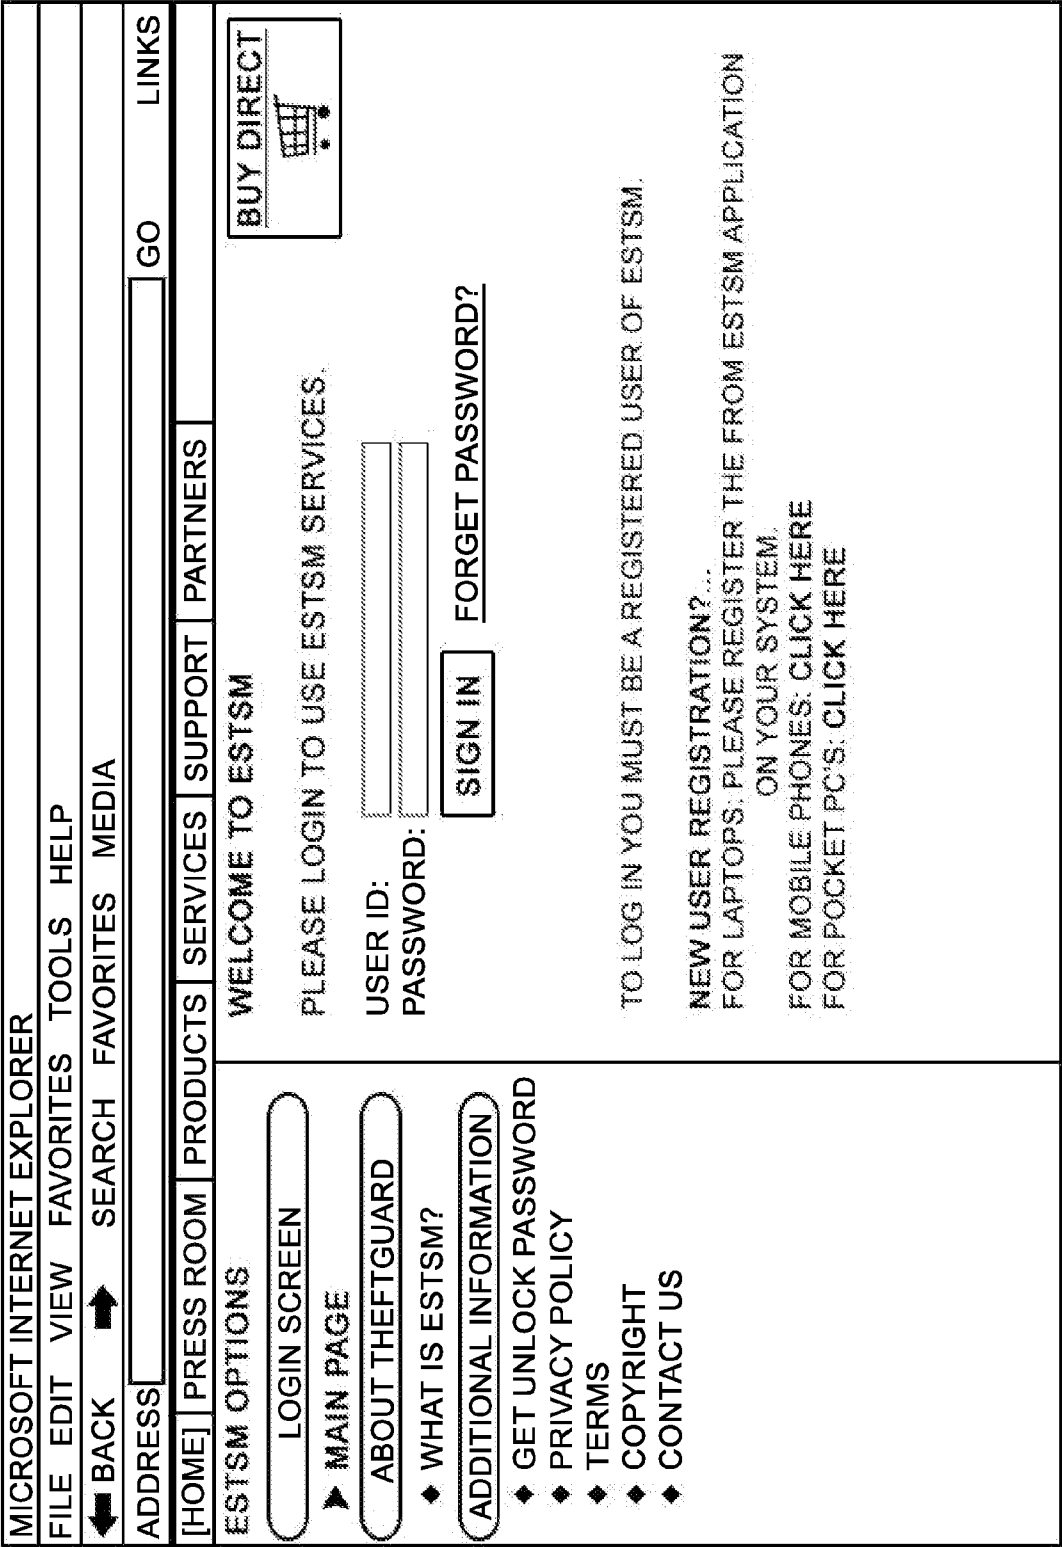 MICROSOFT INTERNET EXPLORER
FILE EDIT VIEW FAVORITES TOOLS HELP
BACK SEARCH FAVORITES MEDIA
ADDRESS GO LINKS
[HOME] PRESS ROOM PRODUCTS SERVICES SUPPORT PARTNERS
ESTSM OPTIONS
LOGIN SCREEN
MAIN PAGE
ABOUT THEFTGUARD
WHAT IS ESTSM?
ADDITIONAL INFORMATION
GET UNLOCK PASSWORD
PRIVACY POLICY
TERMS
COPYRIGHT
CONTACT US
WELCOME TO ESTSM
BUY DIRECT
PLEASE LOGIN TO USE ESTSM SERVICES.
USER ID:
PASSWORD:
SIGN IN FORGET PASSWORD?
TO LOG IN YOU MUST BE A REGISTERED USER OF ESTSM.
NEW USER REGISTRATION?...
FOR LAPTOPS: PLEASE REGISTER THE FROM ESTSM APPLICATION
ON YOUR SYSTEM.
FOR MOBILE PHONES: CLICK HERE
FOR POCKET PC'S: CLICK HERE